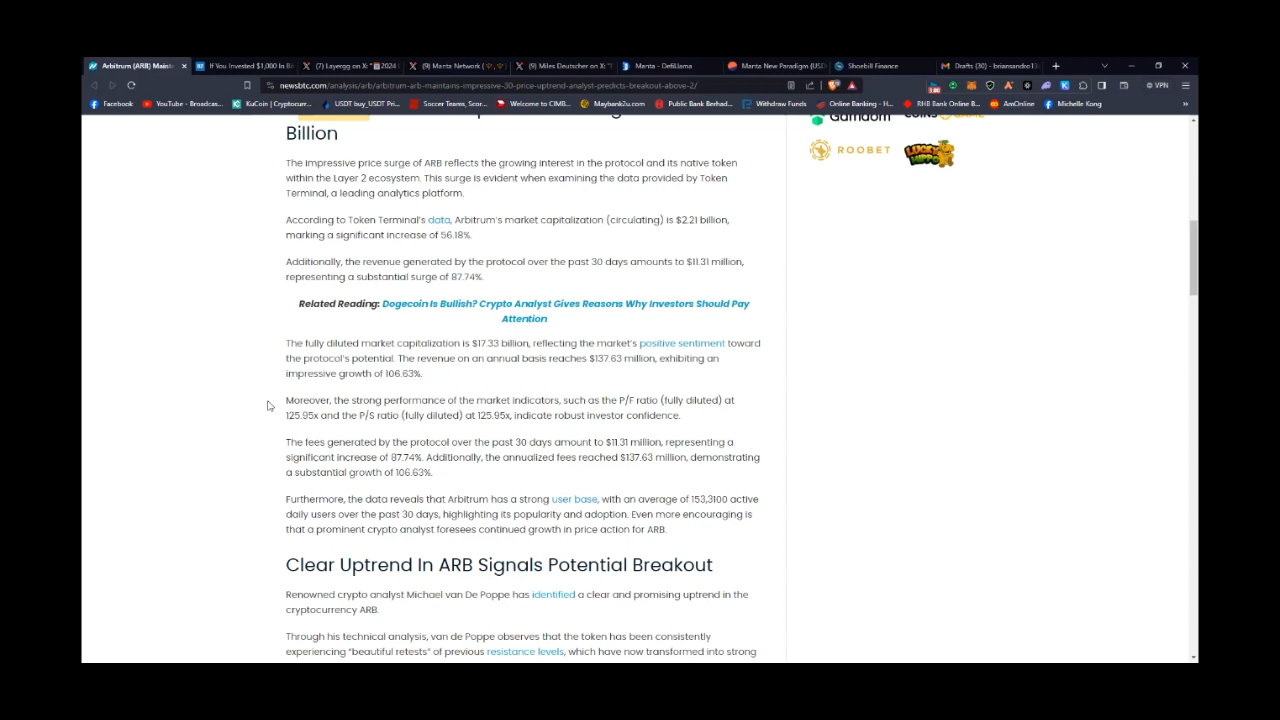 Arbitrum (ARB) Maint
If You Invested $1,000 In Bi
(7) Layergg on X: "2024
(9) Manta Network (
(9) Miles Deutscher on X: "
Manta - DefiLlama
Manta New Paradigm (USD
Shoebill Finance
Drafts (30) - briansandro13
newsbtc.com/analysis/arb/arbitrum-arb-maintains-impressive-30-price-uptrend-analyst-predicts-breakout-above-2/
VPN
Facebook
YouTube - Broadcas...
KuCoin | Cryptocurr...
USDT buy_USDT Pri...
Soccer Teams, Scor...
Welcome to CIMB...
Maybank2u.com
Public Bank Berhad...
Withdraw Funds
Online Banking - H...
RHB Bank Online B...
AmOnline
Michelle Kong
»
Billion
The impressive price surge of ARB reflects the growing interest in the protocol and its native token
within the Layer 2 ecosystem. This surge is evident when examining the data provided by Token
Terminal, a leading analytics platform.
According to Token Terminal's data, Arbitrum's market capitalization (circulating) is $2.21 billion,
marking a significant increase of 56.18%.
Additionally, the revenue generated by the protocol over the past 30 days amounts to $11.31 million,
representing a substantial surge of 87.74%.
Related Reading: Dogecoin Is Bullish? Crypto Analyst Gives Reasons Why Investors Should Pay
Attention
The fully diluted market capitalization is $17.33 billion, reflecting the market's positive sentiment toward
the protocol's potential. The revenue on an annual basis reaches $137.63 million, exhibiting an
impressive growth of 106.63%.
Moreover, the strong performance of the market indicators, such as the P/F ratio (fully diluted) at
125.95x and the P/S ratio (fully diluted) at 125.95x, indicate robust investor confidence.
The fees generated by the protocol over the past 30 days amount to $11.31 million, representing a
significant increase of 87.74%. Additionally, the annualized fees reached $137.63 million, demonstrating
a substantial growth of 106.63%.
Furthermore, the data reveals that Arbitrum has a strong user base, with an average of 153,3100 active
daily users over the past 30 days, highlighting its popularity and adoption. Even more encouraging is
that a prominent crypto analyst foresees continued growth in price action for ARB.
Clear Uptrend In ARB Signals Potential Breakout
Renowned crypto analyst Michael van De Poppe has identified a clear and promising uptrend in the
cryptocurrency ARB.
Through his technical analysis, van de Poppe observes that the token has been consistently
experiencing "beautiful retests" of previous resistance levels, which have now transformed into strong
Gamdom
ROOBET
LUCKY
HIPPO